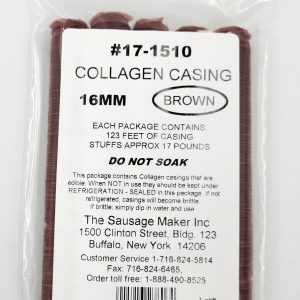 #17-1510
COLLAGEN CASING
16MM BROWN
EACH PACKAGE CONTAINS
123 FEET OF CASING
STUFFS APPROX 17 POUNDS
DO NOT SOAK
This package contains Collagen casings that are
edible. When NOT in use they should be kept under
REFRIGERATION - SEALED in this package. If not
refrigerated, casings will become brittle.
If brittle, simply dip in water and use.
The Sausage Maker Inc
1500 Clinton Street, Bldg. 123
Buffalo, New York 14206
Customer Service 1-716-824-5814
Fax: 716-824-6465,
Order toll free: 1-888-490-8525